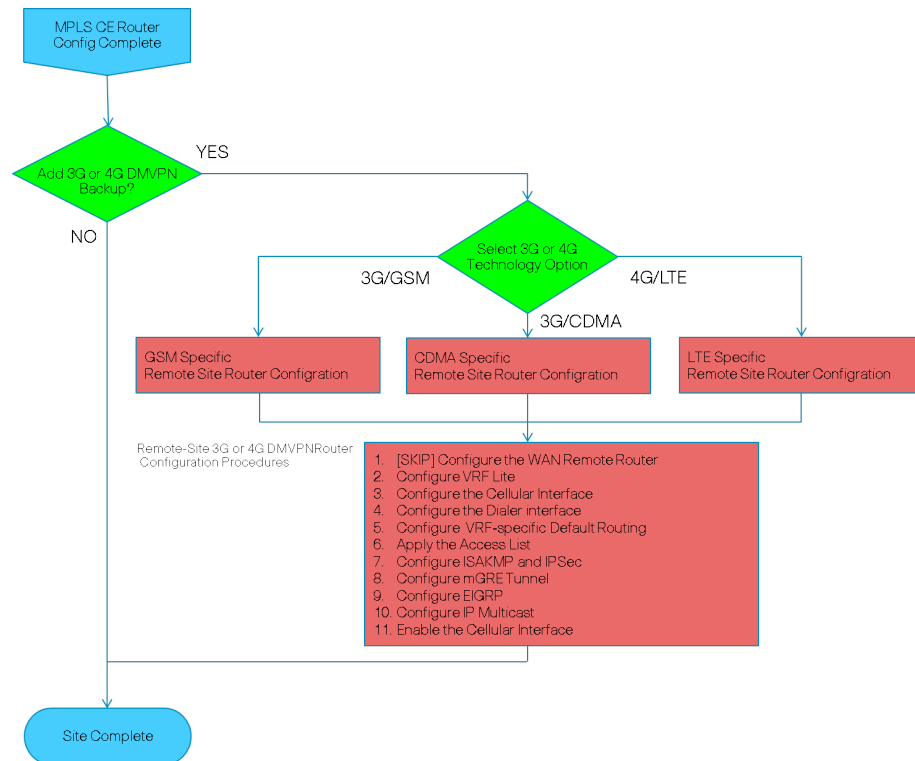 MPLS CE Router
Config Complete
YES
Add 3G or 4G DMVPN
Backup?
NO
Select 3G or 4G
Technology Option
3G/GSM
4G/LTE
3G/CDMA
GSM Specific
Remote Site Router Configration
CDMA Specific
Remote Site Router Configration
LTE Specific
Remote Site Router Configration
Remote-Site 3G or 4G DMVPNRouter
Configuration Procedures
1. [SKIP] Configure the WAN Remote Router
2. Configure VRF Lite
3. Configure the Cellular Interface
4. Configure the Dialer interface
5. Configure VRF-specific Default Routing
6. Apply the Access List
7. Configure ISAKMP and IPSec
8. Configure mGRE Tunnel
9. Configure EIGRP
10. Configure IP Multicast
11. Enable the Cellular Interface
Site Complete